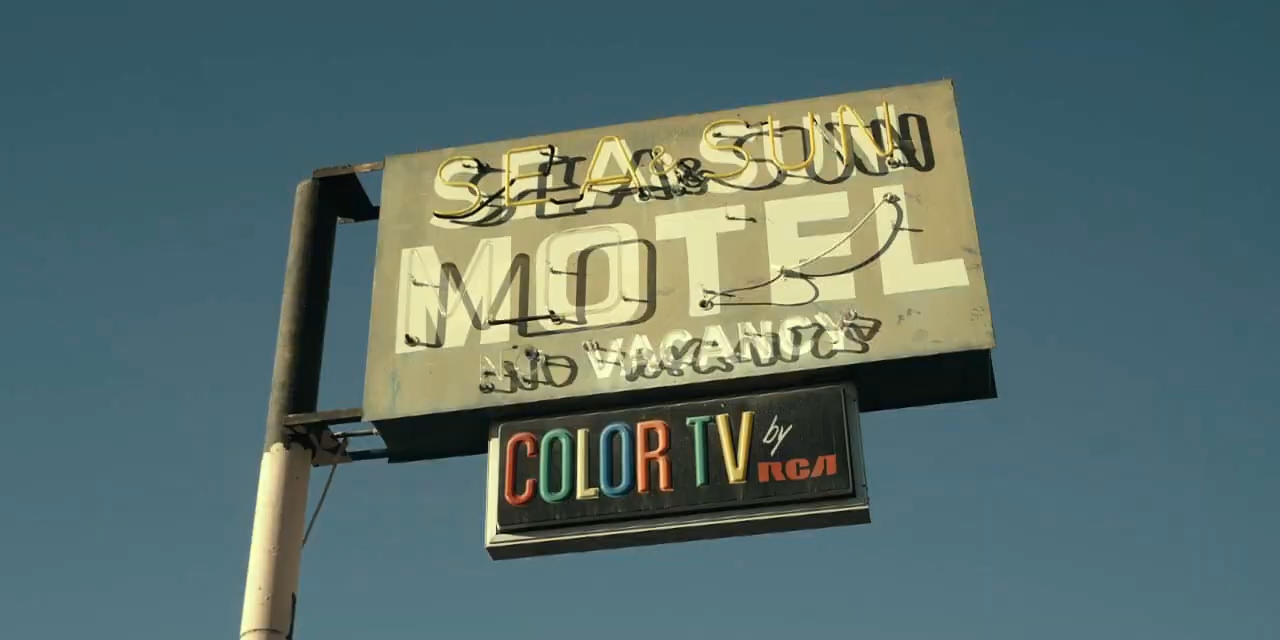 SEA & SUN
MOTEL
NO VACANCY
COLOR TV by
RCA